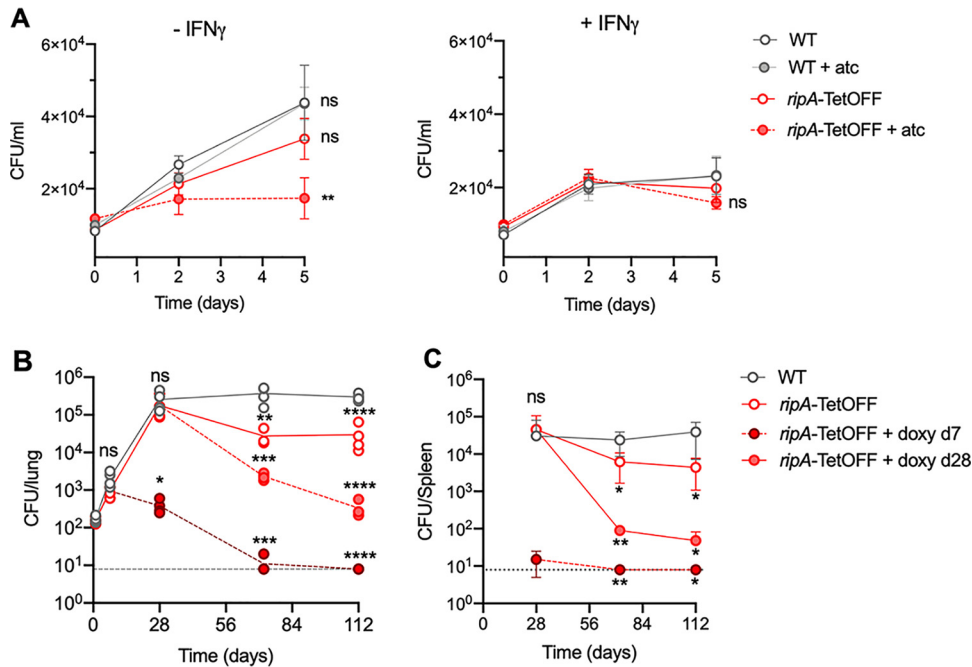 A
- IFNγ
+ IFNγ
CFU/ml
6×10⁴
4×10⁴
2×10⁴
ns
ns
**
0 1 2 3 4 5
Time (days)
CFU/ml
6×10⁴
4×10⁴
2×10⁴
ns
0 1 2 3 4 5
Time (days)
WT
WT + atc
ripA-TetOFF
ripA-TetOFF + atc
B
CFU/lung
10⁶
10⁵
10⁴
10³
10²
10¹
10⁰
ns
ns
*
**
***
***
****
****
****
0 28 56 84 112
Time (days)
C
CFU/Spleen
10⁶
10⁵
10⁴
10³
10²
10¹
10⁰
ns
*
*
**
*
**
*
0 28 56 84 112
Time (days)
WT
ripA-TetOFF
ripA-TetOFF + doxy d7
ripA-TetOFF + doxy d28